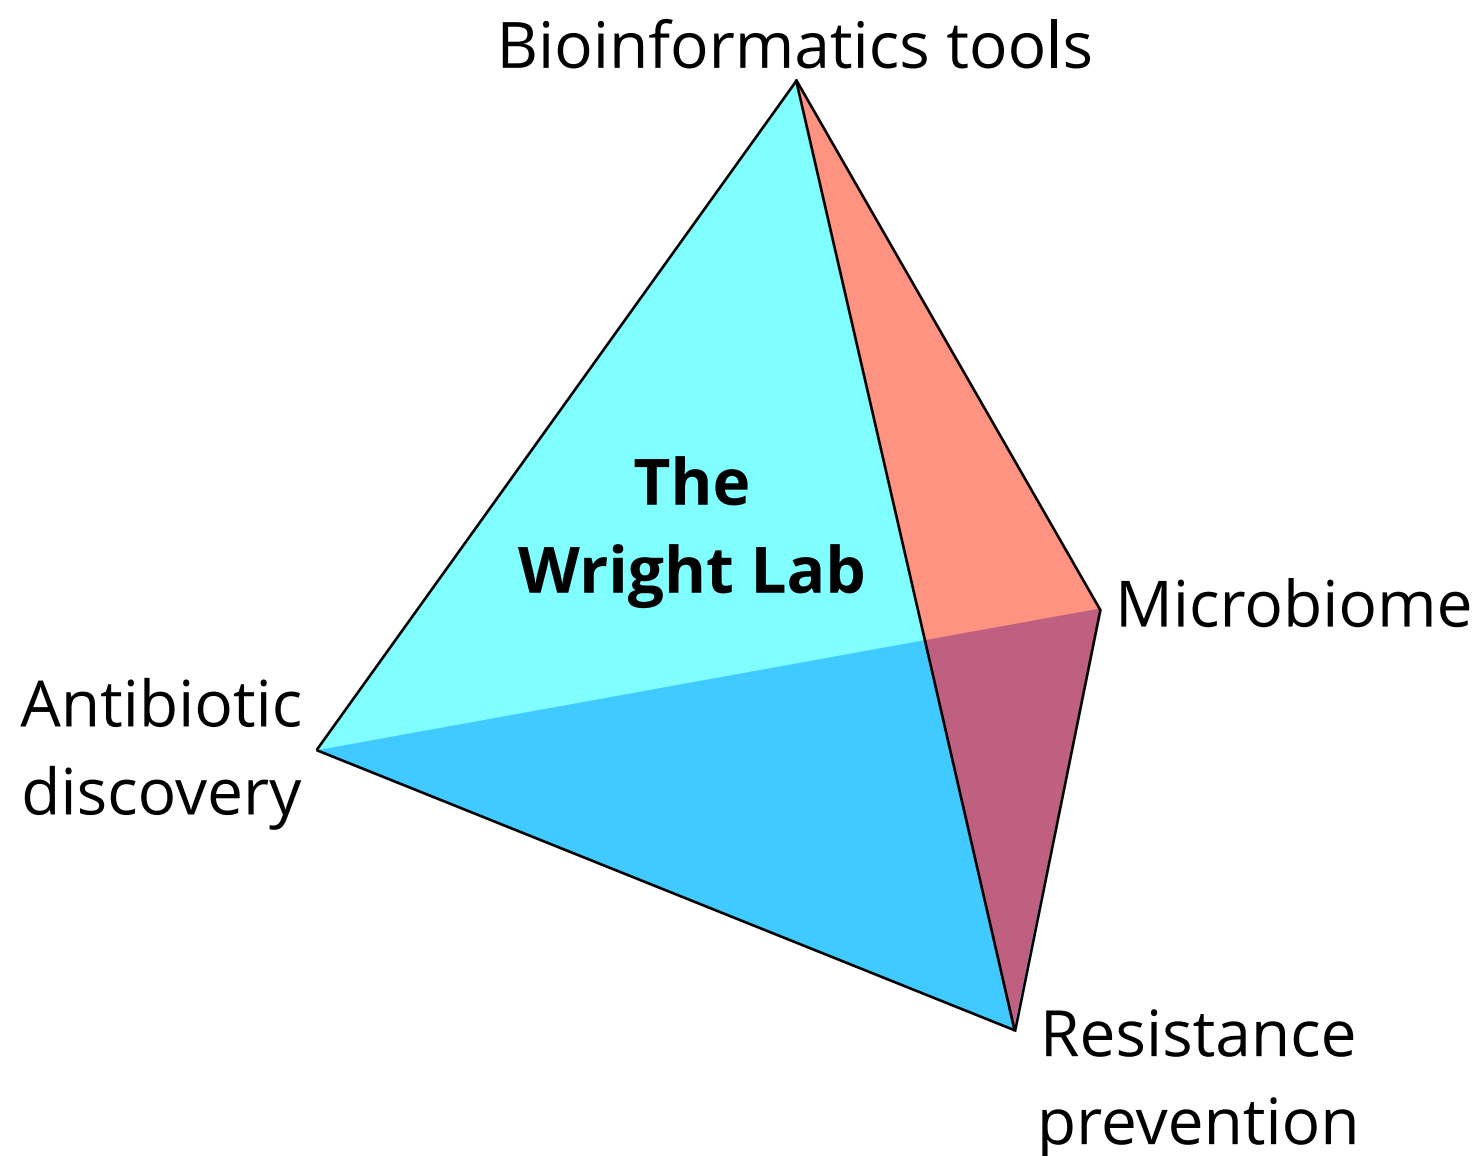 Bioinformatics tools
The
Wright Lab
Microbiome
Antibiotic
discovery
Resistance
prevention